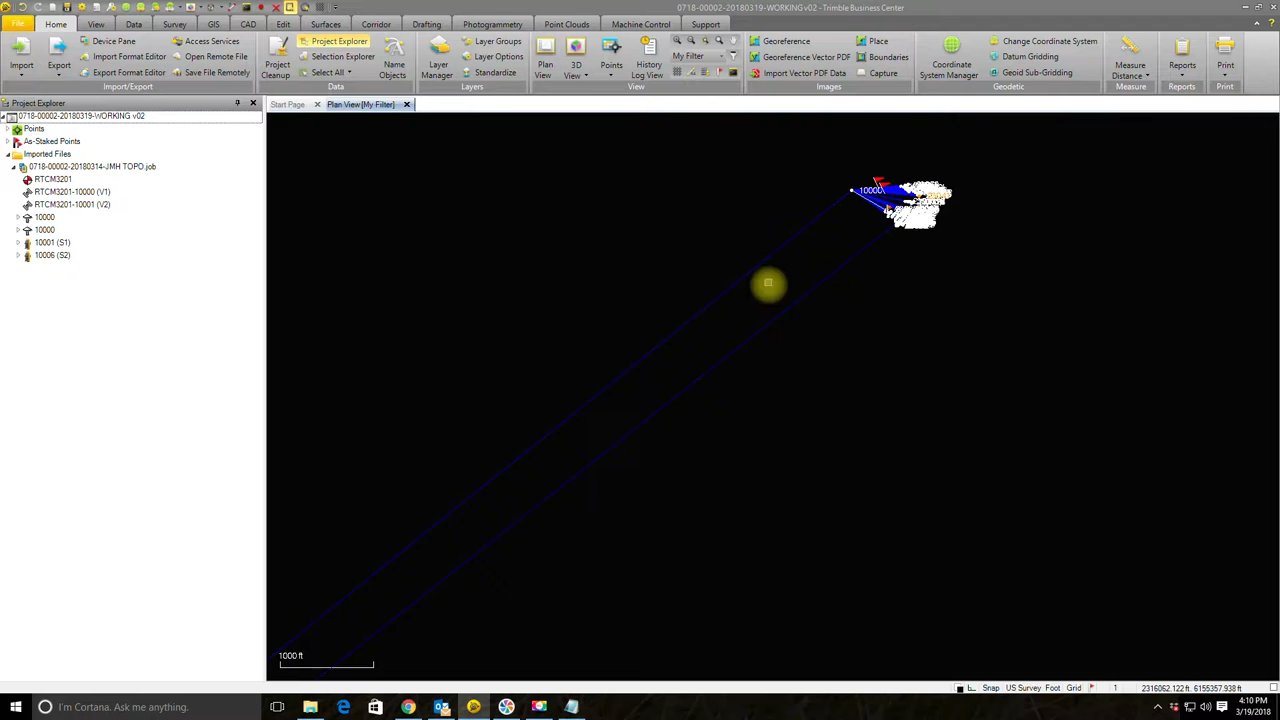 0718-00002-20180319-WORKING v02 - Trimble Business Center
File Home View Data Survey GIS CAD Edit Surfaces Corridor Drafting Photogrammetry Point Clouds Machine Control Support
Import
Export
Device Pane
Import Format Editor
Export Format Editor
Access Services
Open Remote File
Save File Remotely
Import/Export
Project Cleanup
Project Explorer
Selection Explorer
Select All
Name Objects
Data
Layer Manager
Layer Groups
Layer Options
Standardize
Layers
Plan View
3D View
Points
History Log View
My Filter
View
Georeference
Georeference Vector PDF
Import Vector PDF Data
Place
Boundaries
Capture
Images
Coordinate System Manager
Change Coordinate System
Datum Gridding
Geoid Sub-Gridding
Geodetic
Measure Distance
Measure
Reports
Reports
Print
Print
Project Explorer
Start Page
Plan View [My Filter]
0718-00002-20180319-WORKING v02
Points
As-Staked Points
Imported Files
0718-00002-20180314-JMH TOPO.job
RTCM3201
RTCM3201-10000 (V1)
RTCM3201-10001 (V2)
10000
10000
10001 (S1)
10006 (S2)
10000
1000 ft
Snap US Survey Foot Grid 1 2316062.122 ft, 6155357.938 ft
I'm Cortana. Ask me anything.
4:10 PM
3/19/2018